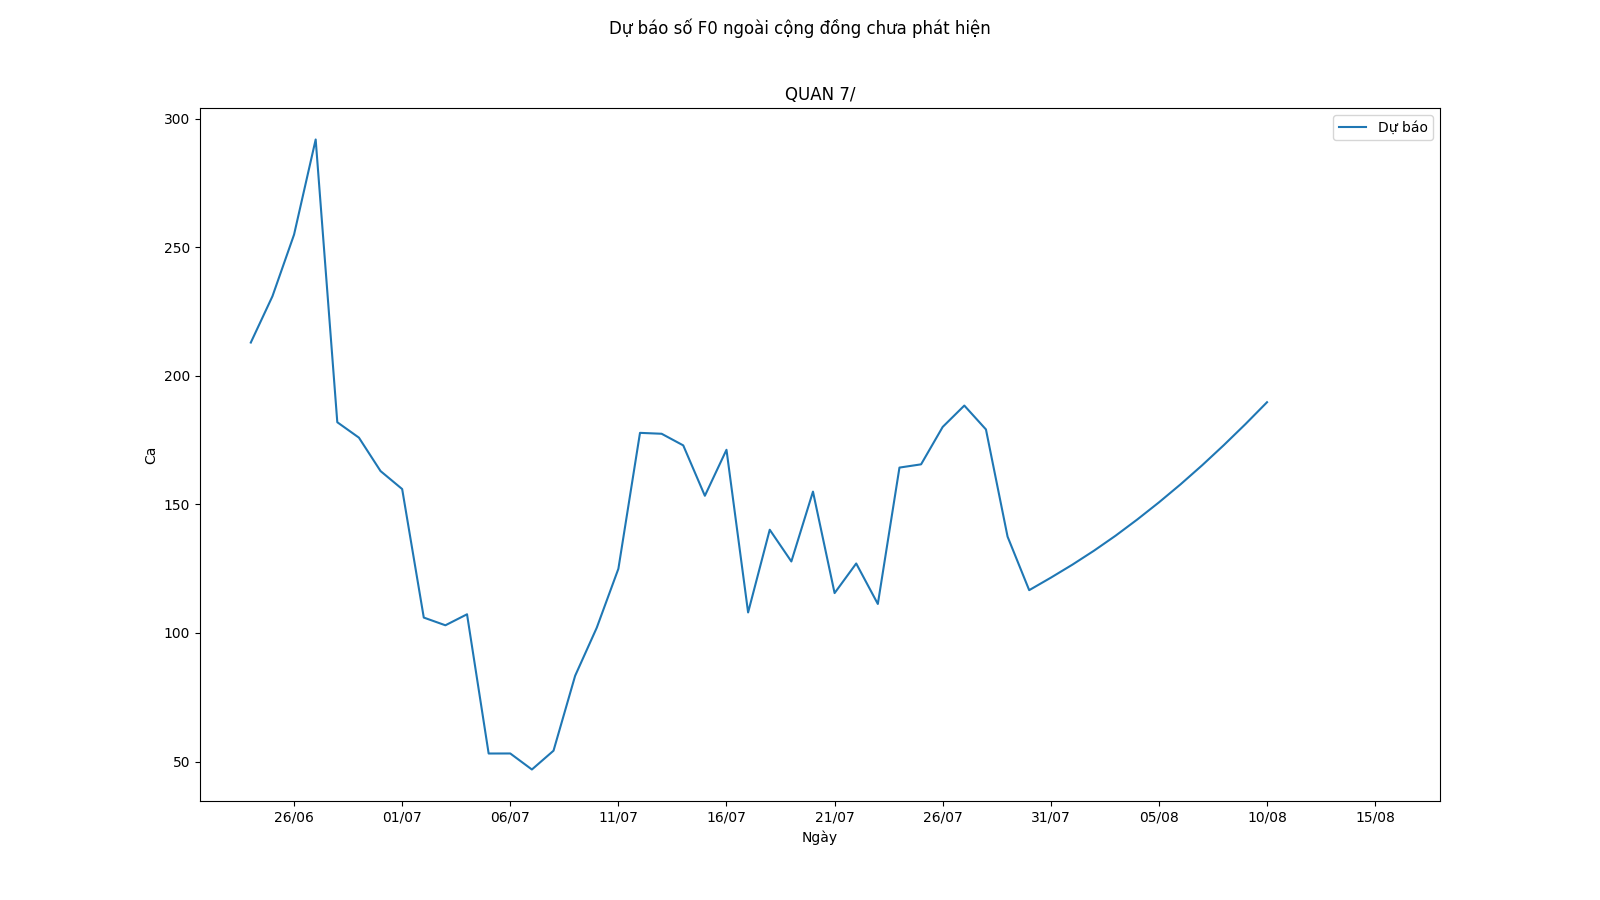 Dự báo số F0 ngoài cộng đồng chưa phát hiện
QUAN 7/
Dự báo
300
250
200
150
100
50
Ca
26/06 01/07 06/07 11/07 16/07 21/07 26/07 31/07 05/08 10/08 15/08
Ngày